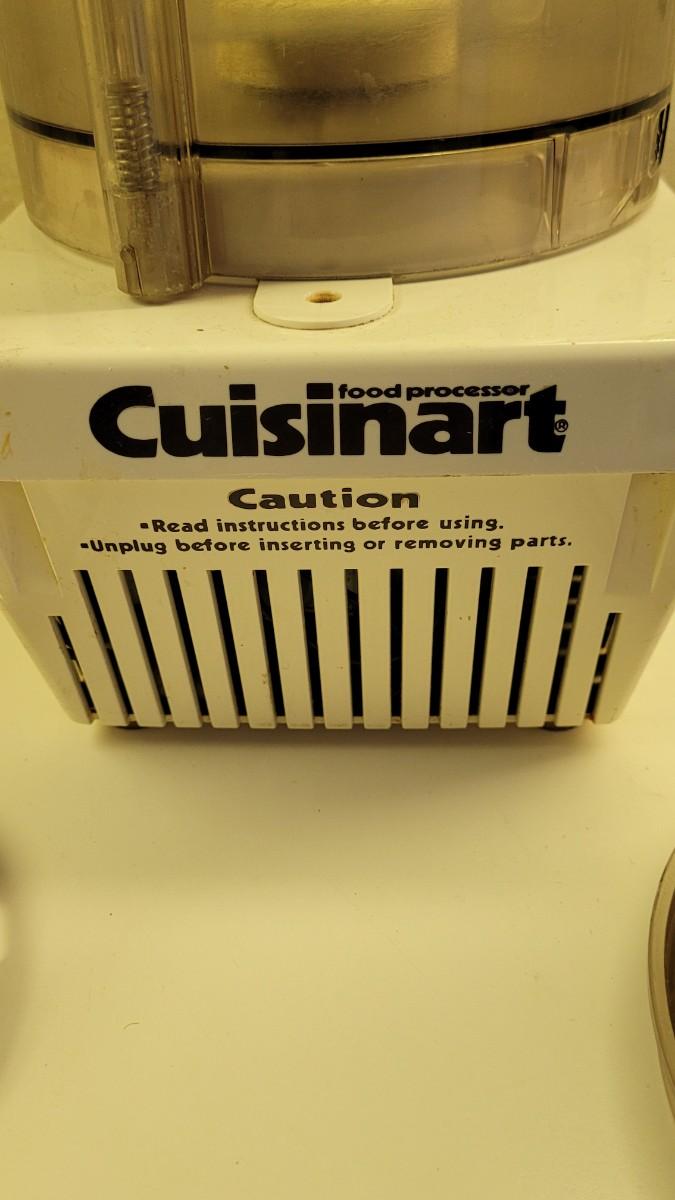 food processor
Cuisinart®
Caution
▪Read instructions before using.
▪Unplug before inserting or removing parts.